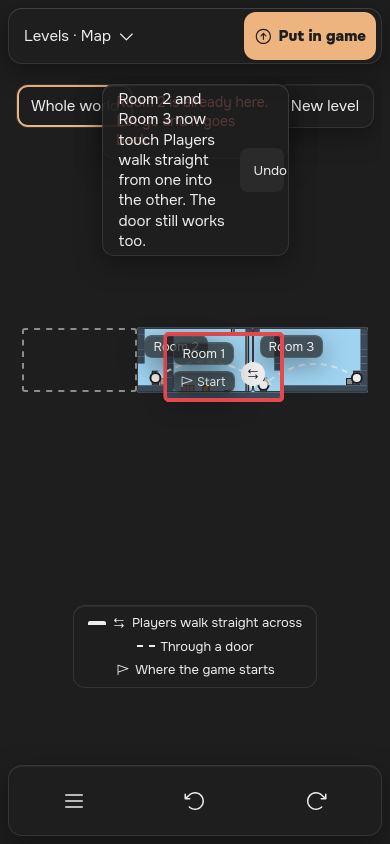 Levels · Map
Put in game
Whole wo
New level
Room 2 and
Room 3 now
touch Players
walk straight
from one into
the other. The
door still works
too.
Undo
Room 2
Room 1
Room 3
Start
Players walk straight across
Through a door
Where the game starts